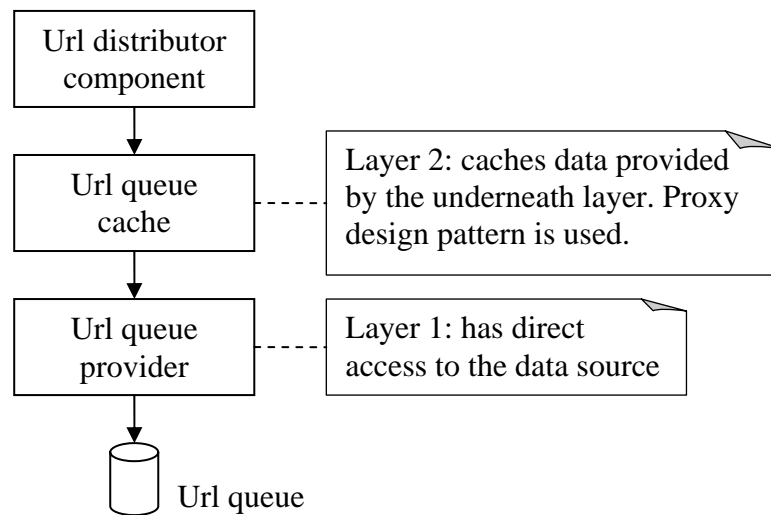 Url distributor
component
Url queue
cache
Layer 2: caches data provided
by the underneath layer. Proxy
design pattern is used.
Url queue
provider
Layer 1: has direct
access to the data source
Url queue